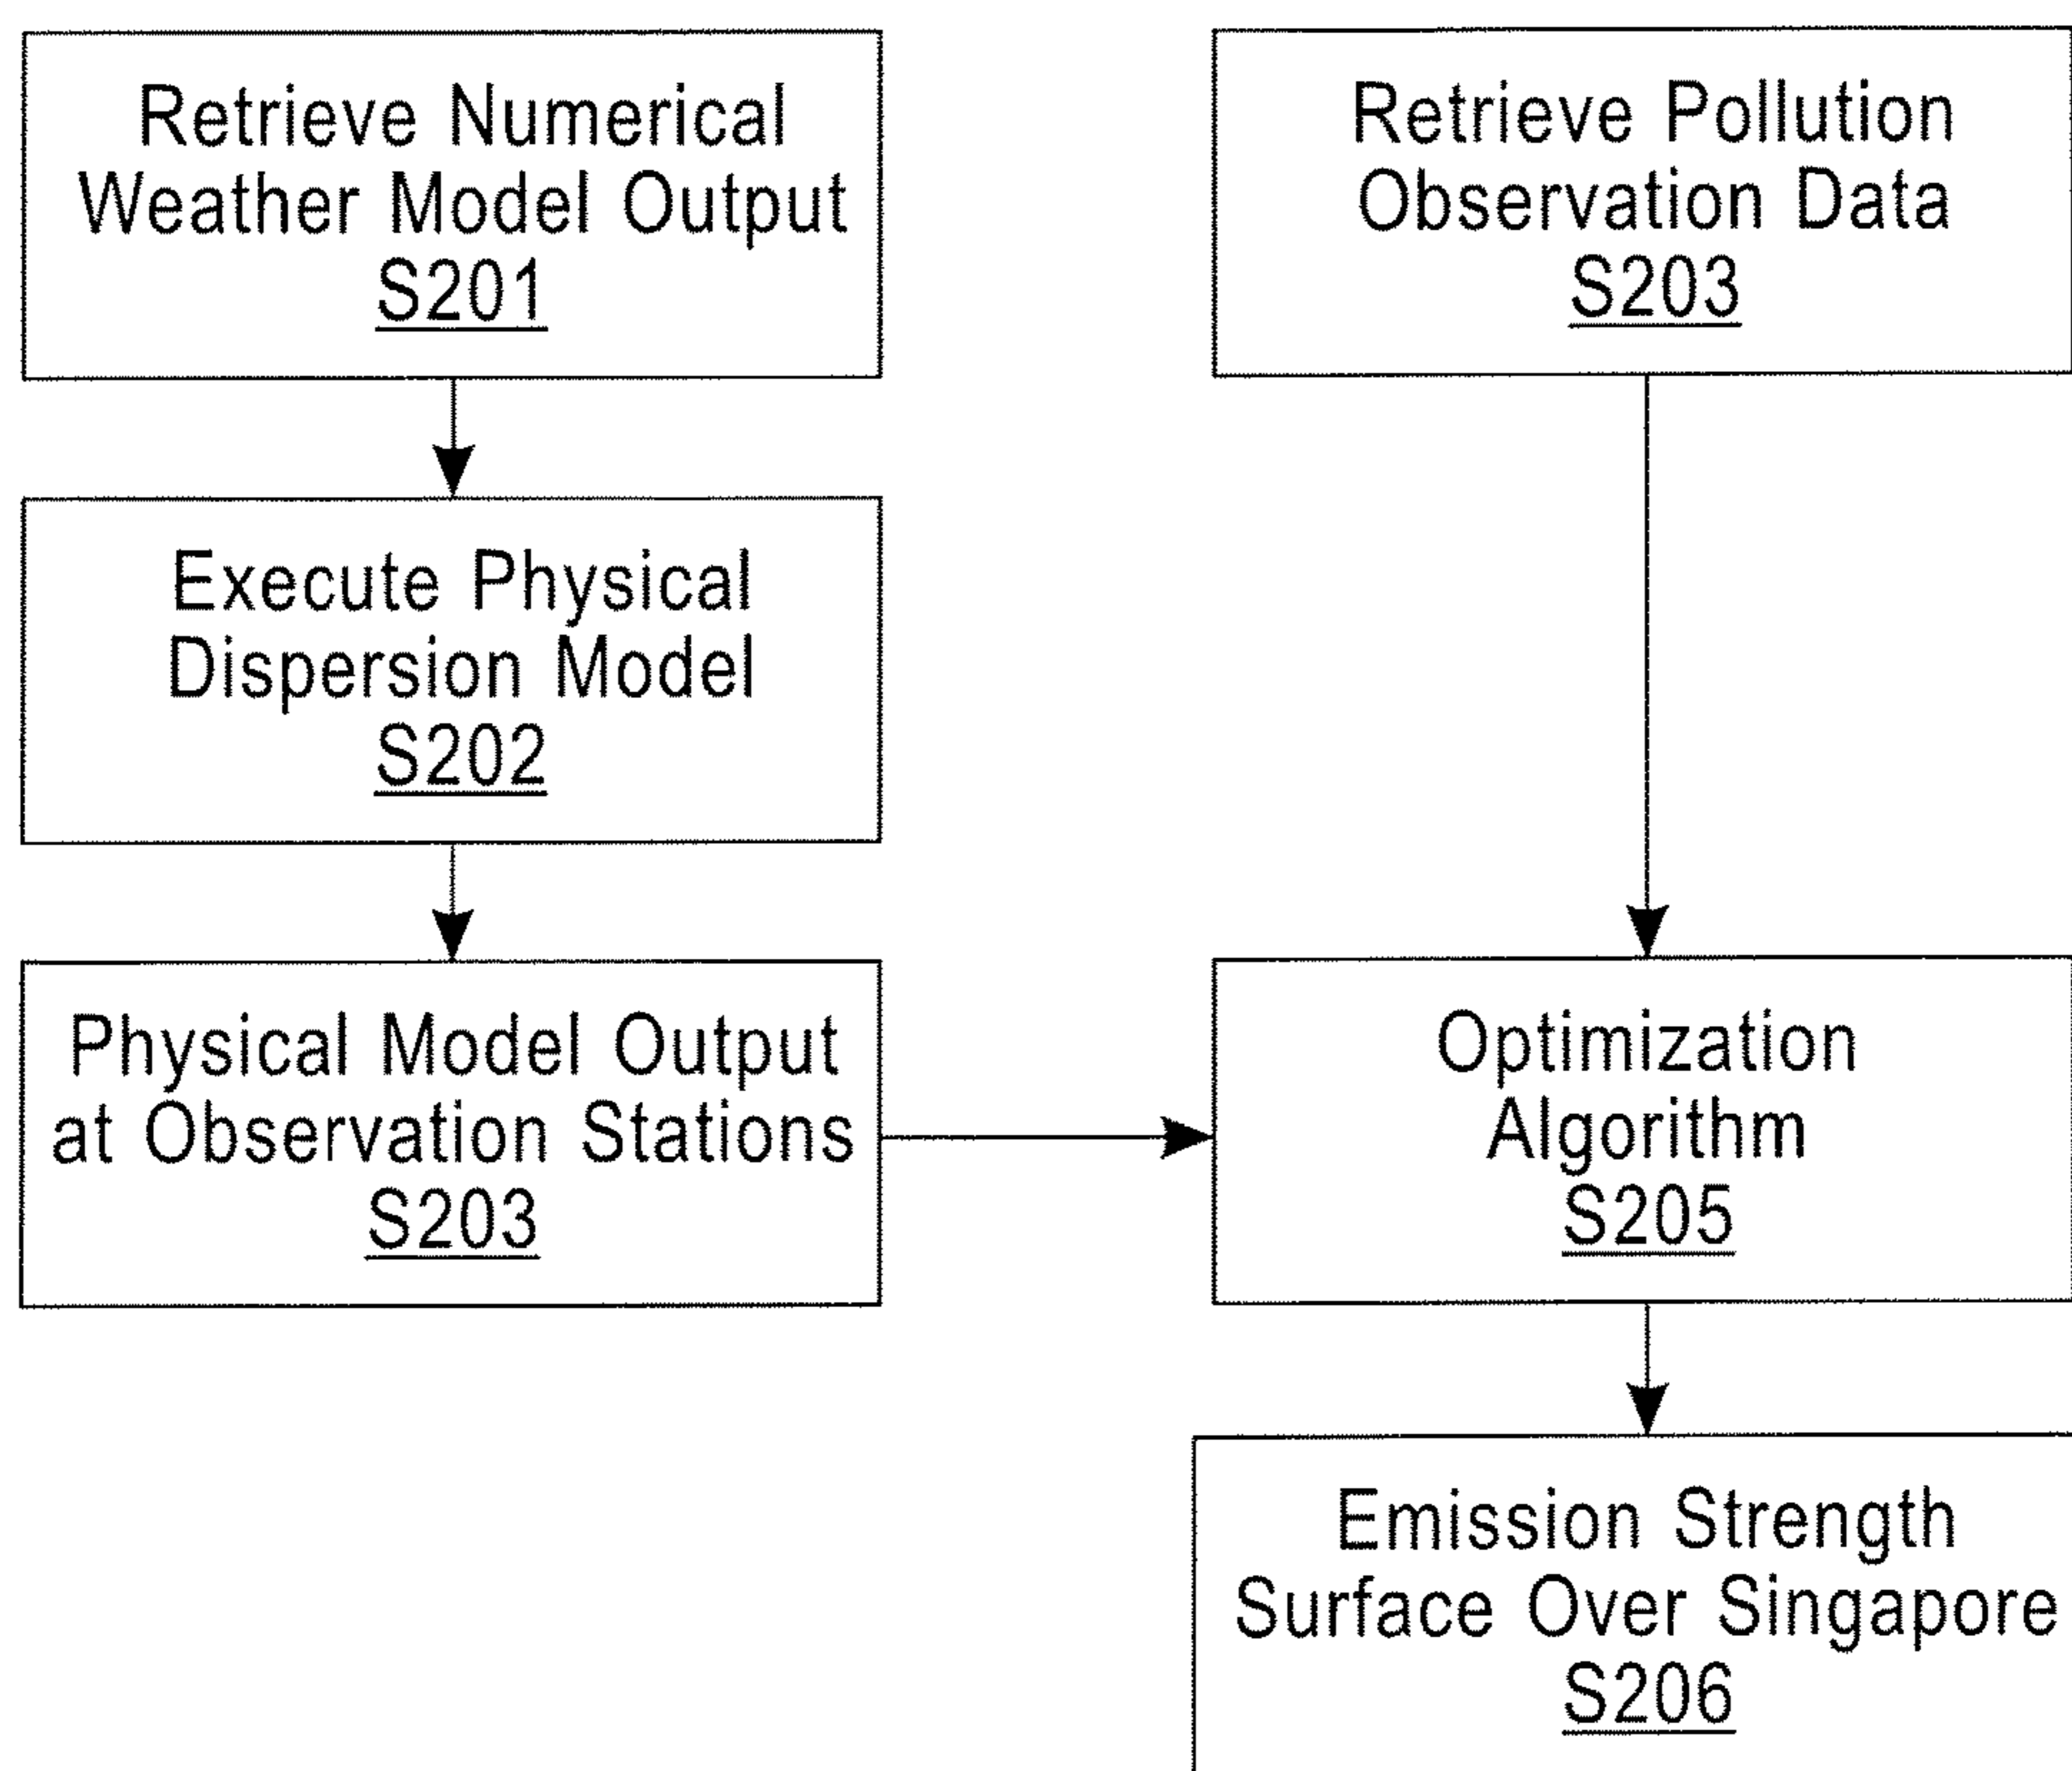 Retrieve Numerical
Weather Model Output
S201
Retrieve Pollution
Observation Data
S203
Execute Physical
Dispersion Model
S202
Physical Model Output
at Observation Stations
S203
Optimization
Algorithm
S205
Emission Strength
Surface Over Singapore
S206